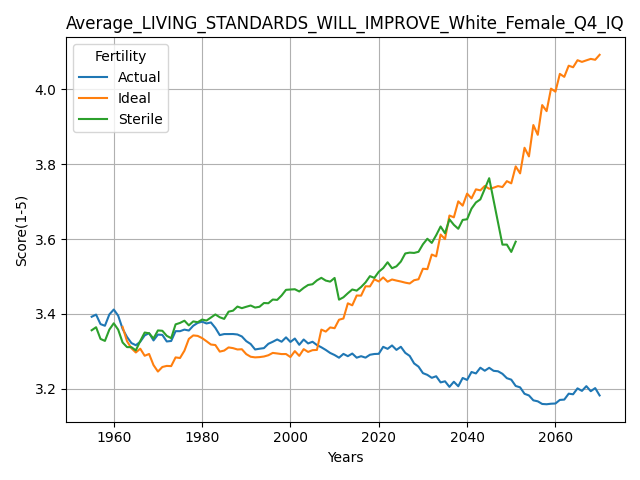 Average_LIVING_STANDARDS_WILL_IMPROVE_White_Female_Q4_IQ
Fertility
Actual
Ideal
Sterile
4.0
3.8
3.6
3.4
3.2
Score(1-5)
1960 1980 2000 2020 2040 2060
Years